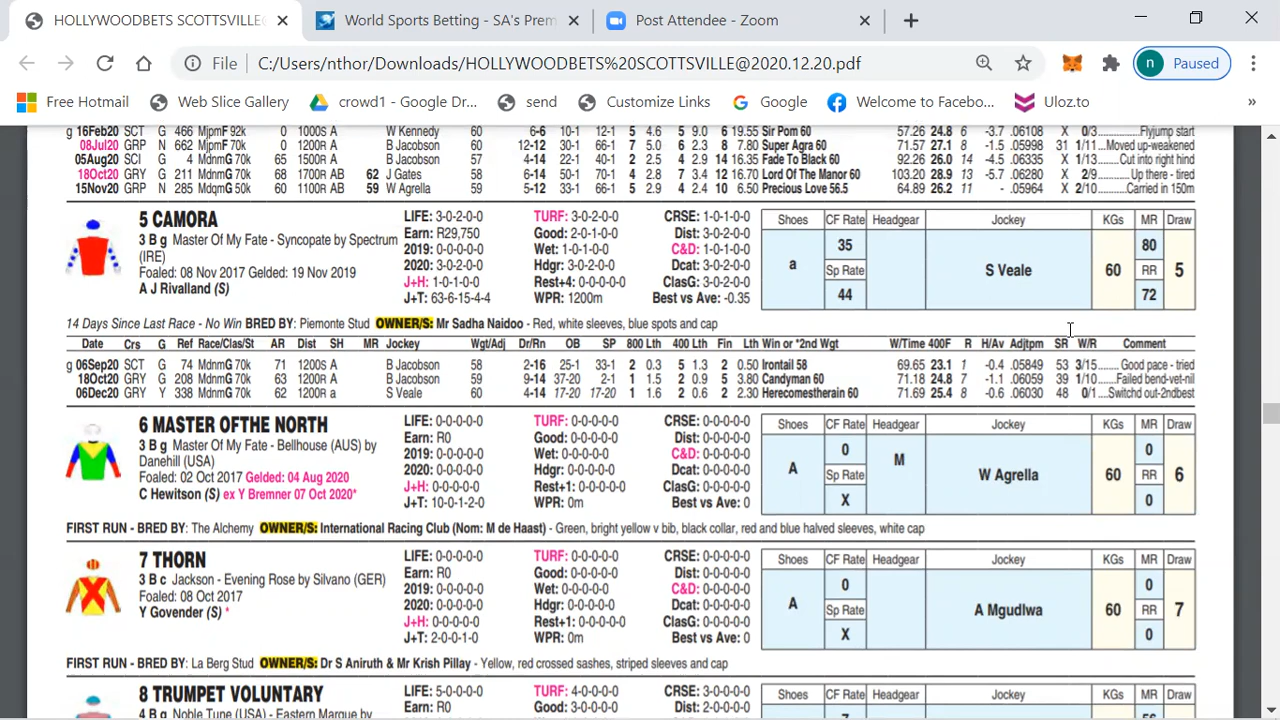 HOLLYWOODBETS SCOTTSVILLE@ World Sports Betting - SA's Prem Post Attendee - Zoom
File C:/Users/nthor/Downloads/HOLLYWOODBETS%20SCOTTSVILLE@2020.12.20.pdf n Paused
Free Hotmail Web Slice Gallery crowd1 - Google Dr... send Customize Links Google Welcome to Facebo... Uloz.to »
g 16Feb20 SCT G 466 MjpmF 92k 0 1000S A W Kennedy 60 6-6 10-1 12-1 5 4.6 5 9.0 6 19.55 Sir Pom 60 57.26 24.8 6 -3.7 .06108 X 0/3 ...............Flyjump start
08Jul20 GRP N 662 MjpmF 70k 0 1200R A B Jacobson 60 12-12 30-1 66-1 7 5.0 6 2.3 8 7.80 Super Agra 60 71.57 27.1 8 -1.5 .05998 31 1/11 ...Moved up-weakened
05Aug20 SCI G 4 MdnmG 70k 65 1500A A B Jacobson 57 4-14 22-1 40-1 2 2.5 4 2.9 14 16.35 Fade To Black 60 92.26 26.0 14 -4.5 .06335 X 1/13 ......Cut into right hind
18Oct20 GRY G 211 MdnmG 70k 68 1700R AB 62 J Gates 58 6-14 50-1 70-1 4 2.8 7 3.4 12 16.70 Lord Of The Manor 60 103.20 28.9 13 -5.7 .06280 X 2/9 .............Up there - tired
15Nov20 GRP N 285 MdnmG 50k 60 1100R AB 59 W Agrella 59 5-12 33-1 66-1 5 2.9 4 2.4 10 6.50 Precious Love 56.5 64.89 26.2 11 - .05964 X 2/10 ..........Carried in 150m
5 CAMORA
3 B g Master Of My Fate - Syncopate by Spectrum
(IRE)
Foaled: 08 Nov 2017 Gelded: 19 Nov 2019
A J Rivalland (S)
LIFE: 3-0-2-0-0 TURF: 3-0-2-0-0 CRSE: 1-0-1-0-0
Earn: R29,750 Good: 2-0-1-0-0 Dist: 3-0-2-0-0
2019: 0-0-0-0-0 Wet: 1-0-1-0-0 C&D: 1-0-1-0-0
2020: 3-0-2-0-0 Hdgr: 3-0-2-0-0 Dcat: 3-0-2-0-0
J+H: 1-0-1-0-0 Rest+4: 0-0-0-0-0 ClasG: 3-0-2-0-0
J+T: 63-6-15-4-4 WPR: 1200m Best vs Ave: -0.35
Shoes CF Rate Headgear Jockey KGs MR Draw
35 80
a Sp Rate S Veale 60 RR 5
44 72
14 Days Since Last Race - No Win BRED BY: Piemonte Stud OWNER/S: Mr Sadha Naidoo - Red, white sleeves, blue spots and cap
Date Crs G Ref Race/Clas/St AR Dist SH MR Jockey Wgt/Adj Dr/Rn OB SP 800 Lth 400 Lth Fin Lth Win or *2nd Wgt W/Time 400F R H/Av Adjtpm SR W/R Comment
g 06Sep20 SCT G 74 MdnmG 70k 71 1200S A B Jacobson 58 2-16 25-1 33-1 2 0.3 5 1.3 2 0.50 Irontail 58 69.65 23.1 1 -0.4 .05849 53 3/15 .......Good pace - tried
18Oct20 GRY G 208 MdnmG 70k 63 1200R A B Jacobson 59 9-14 37-20 2-1 1 1.5 2 0.9 5 3.80 Candyman 60 71.18 24.8 7 -1.1 .06059 39 1/10 ......Failed bend-vet-nil
06Dec20 GRY Y 338 MdnmG 70k 62 1200R a S Veale 60 4-14 17-20 17-20 1 1.6 2 0.6 2 2.30 Herecomestherain 60 71.69 25.4 8 -0.6 .06030 48 0/1 ...Switchd out-2ndbest
6 MASTER OFTHE NORTH
3 B g Master Of My Fate - Bellhouse (AUS) by
Danehill (USA)
Foaled: 02 Oct 2017 Gelded: 04 Aug 2020
C Hewitson (S) ex Y Bremner 07 Oct 2020*
LIFE: 0-0-0-0-0 TURF: 0-0-0-0-0 CRSE: 0-0-0-0-0
Earn: R0 Good: 0-0-0-0-0 Dist: 0-0-0-0-0
2019: 0-0-0-0-0 Wet: 0-0-0-0-0 C&D: 0-0-0-0-0
2020: 0-0-0-0-0 Hdgr: 0-0-0-0-0 Dcat: 0-0-0-0-0
J+H: 0-0-0-0-0 Rest+1: 0-0-0-0-0 ClasG: 0-0-0-0-0
J+T: 10-0-1-2-0 WPR: 0m Best vs Ave: 0
Shoes CF Rate Headgear Jockey KGs MR Draw
0 M 0
A Sp Rate W Agrella 60 RR 6
X 0
FIRST RUN - BRED BY: The Alchemy OWNER/S: International Racing Club (Nom: M de Haast) - Green, bright yellow v bib, black collar, red and blue halved sleeves, white cap
7 THORN
3 B c Jackson - Evening Rose by Silvano (GER)
Foaled: 08 Oct 2017
Y Govender (S) *
LIFE: 0-0-0-0-0 TURF: 0-0-0-0-0 CRSE: 0-0-0-0-0
Earn: R0 Good: 0-0-0-0-0 Dist: 0-0-0-0-0
2019: 0-0-0-0-0 Wet: 0-0-0-0-0 C&D: 0-0-0-0-0
2020: 0-0-0-0-0 Hdgr: 0-0-0-0-0 Dcat: 0-0-0-0-0
J+H: 0-0-0-0-0 Rest+1: 0-0-0-0-0 ClasG: 0-0-0-0-0
J+T: 2-0-0-1-0 WPR: 0m Best vs Ave: 0
Shoes CF Rate Headgear Jockey KGs MR Draw
0 0
A Sp Rate A Mgudlwa 60 RR 7
X 0
FIRST RUN - BRED BY: La Berg Stud OWNER/S: Dr S Aniruth & Mr Krish Pillay - Yellow, red crossed sashes, striped sleeves and cap
8 TRUMPET VOLUNTARY
4 B g Noble Tune (USA) - Eastern Marque by
LIFE: 5-0-0-0-0 TURF: 4-0-0-0-0 CRSE: 3-0-0-0-0
Earn: R0
Shoes CF Rate Headgear Jockey KGs MR Draw